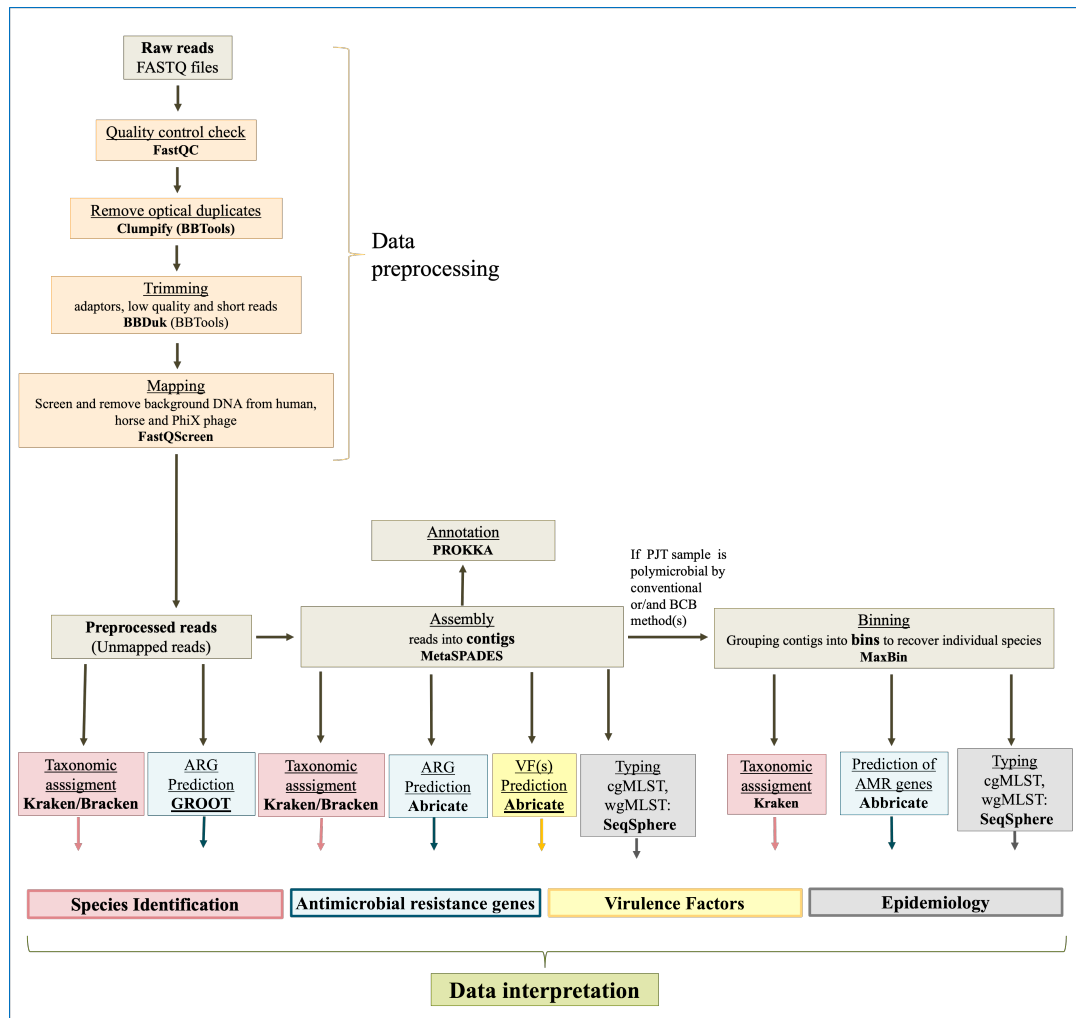 Raw reads
FASTQ files
Quality control check
FastQC
Remove optical duplicates
Clumpify (BBTools)
Trimming
adaptors, low quality and short reads
BBDuk (BBTools)
Mapping
Screen and remove background DNA from human,
horse and PhiX phage
FastQScreen
Data
preprocessing
Annotation
PROKKA
If PJT sample is
polymicrobial by
conventional
or/and BCB
method(s)
Preprocessed reads
(Unmapped reads)
Assembly
reads into contigs
MetaSPADES
Binning
Grouping contigs into bins to recover individual species
MaxBin
Taxonomic
asssigment
Kraken/Bracken
ARG
Prediction
GROOT
Taxonomic
asssigment
Kraken/Bracken
ARG
Prediction
Abricate
VF(s)
Prediction
Abricate
Typing
cgMLST,
wgMLST:
SeqSphere
Taxonomic
asssigment
Kraken
Prediction of
AMR genes
Abbricate
Typing
cgMLST,
wgMLST:
SeqSphere
Species Identification
Antimicrobial resistance genes
Virulence Factors
Epidemiology
Data interpretation